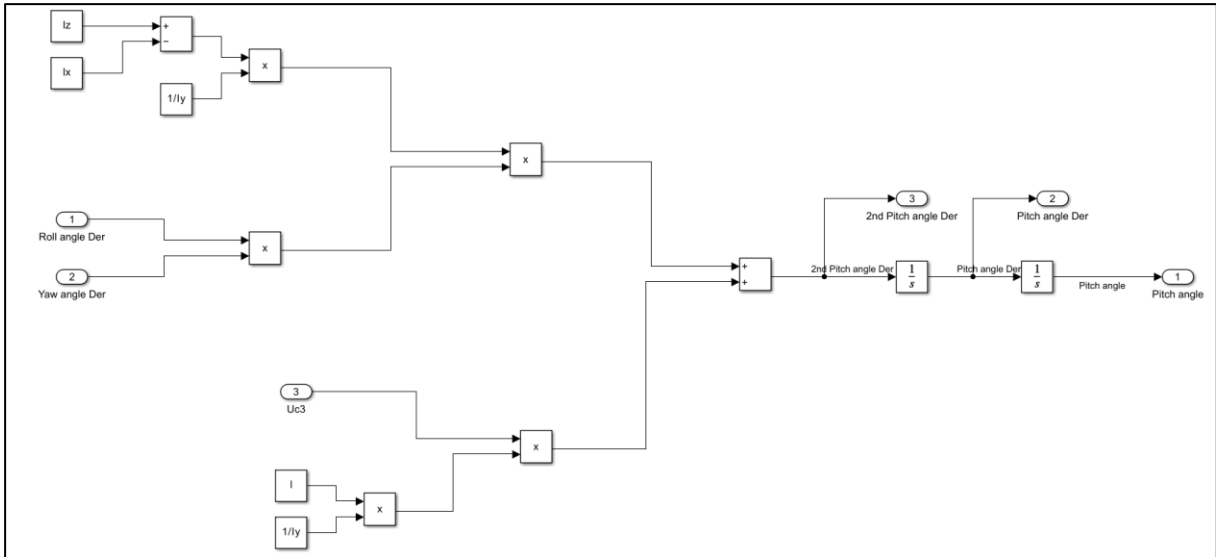 Iz
+
−
Ix
x
1/Iy
x
1
Roll angle Der
x
2
Yaw angle Der
3
2nd Pitch angle Der
2
Pitch angle Der
+
+
2nd Pitch angle Der
1
s
Pitch angle Der
1
s
Pitch angle
1
Pitch angle
3
Uc3
x
l
x
1/Iy